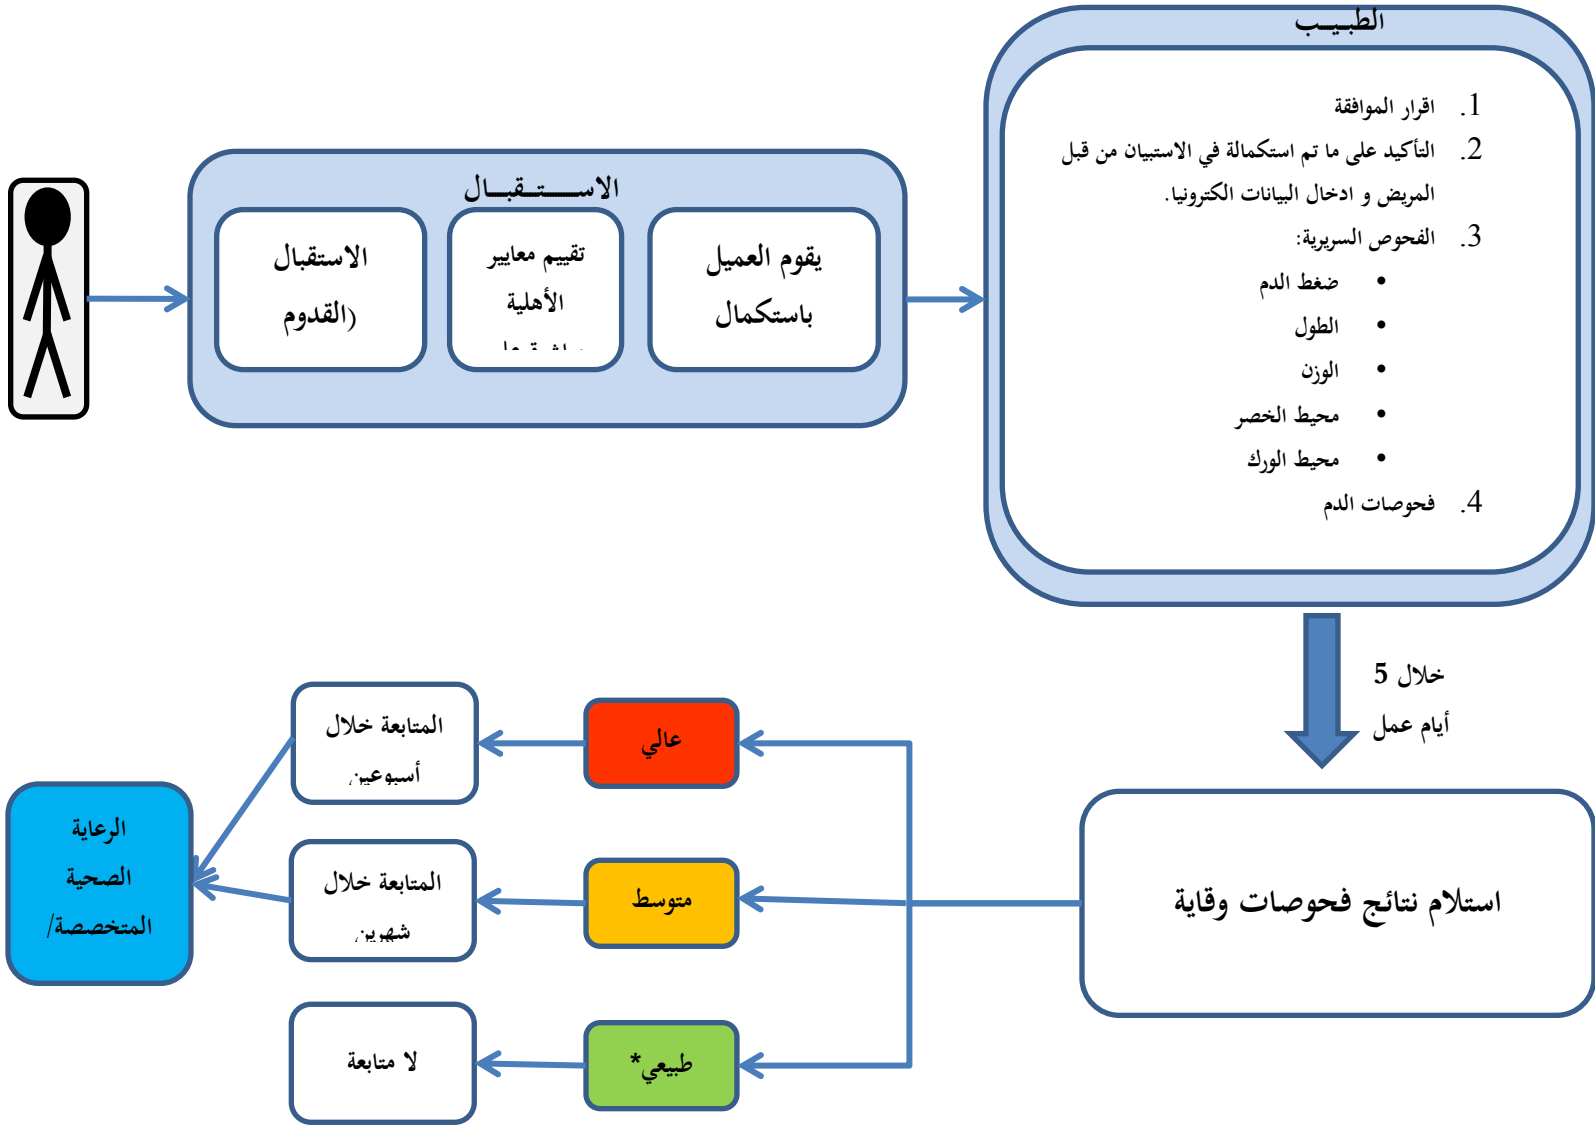 الطبيب
1. اقرار الموافقة
2. التأكيد على ما تم استكمالة في الاستبيان من قبل
المريض و ادخال البيانات الكترونيا.
3. الفحوص السريرية:
• ضغط الدم
• الطول
• الوزن
• محيط الخصر
• محيط الورك
4. فحوصات الدم
الاستقبال
الاستقبال
(القدوم
تقييم معايير
الأهلية
يقوم العميل
باستكمال
خلال 5
أيام عمل
استلام نتائج فحوصات وقاية
عالي
متوسط
طبيعي*
المتابعة خلال
أسبوعين
المتابعة خلال
شهرين
لا متابعة
الرعاية
الصحية
المتخصصة/